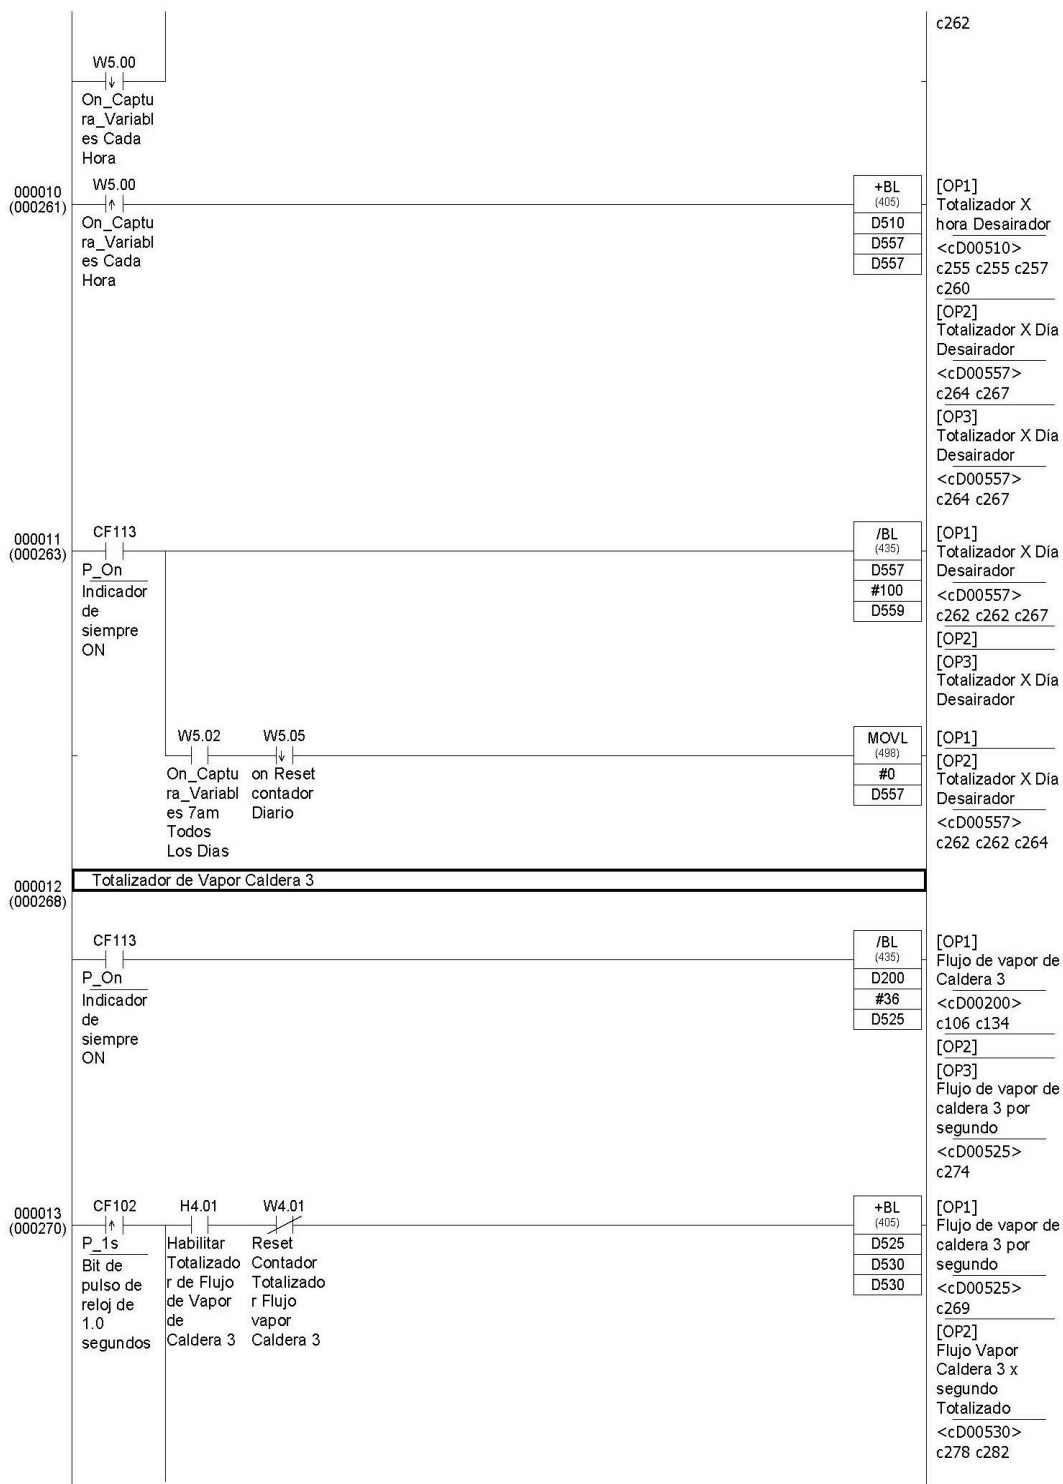 c262
W5.00
On_Captu
ra_Variabl
es Cada
Hora
000010
(000261)
W5.00
On_Captu
ra_Variabl
es Cada
Hora
+BL
(405)
D510
D557
D557
[OP1]
Totalizador X
hora Desairador
<cD00510>
c255 c255 c257
c260
[OP2]
Totalizador X Día
Desairador
<cD00557>
c264 c267
[OP3]
Totalizador X Día
Desairador
<cD00557>
c264 c267
000011
(000263)
CF113
P_On
Indicador
de
siempre
ON
/BL
(435)
D557
#100
D559
[OP1]
Totalizador X Día
Desairador
<cD00557>
c262 c262 c267
[OP2]
[OP3]
Totalizador X Día
Desairador
W5.02
On_Captu
ra_Variabl
es 7am
Todos
Los Dias
W5.05
on Reset
contador
Diario
MOVL
(498)
#0
D557
[OP1]
[OP2]
Totalizador X Día
Desairador
<cD00557>
c262 c262 c264
000012
(000268)
Totalizador de Vapor Caldera 3
CF113
P_On
Indicador
de
siempre
ON
/BL
(435)
D200
#36
D525
[OP1]
Flujo de vapor de
Caldera 3
<cD00200>
c106 c134
[OP2]
[OP3]
Flujo de vapor de
caldera 3 por
segundo
<cD00525>
c274
000013
(000270)
CF102
P_1s
Bit de
pulso de
reloj de
1.0
segundos
H4.01
Habilitar
Totalizado
r de Flujo
de Vapor
de
Caldera 3
W4.01
Reset
Contador
Totalizado
r Flujo
vapor
Caldera 3
+BL
(405)
D525
D530
D530
[OP1]
Flujo de vapor de
caldera 3 por
segundo
<cD00525>
c269
[OP2]
Flujo Vapor
Caldera 3 x
segundo
Totalizado
<cD00530>
c278 c282